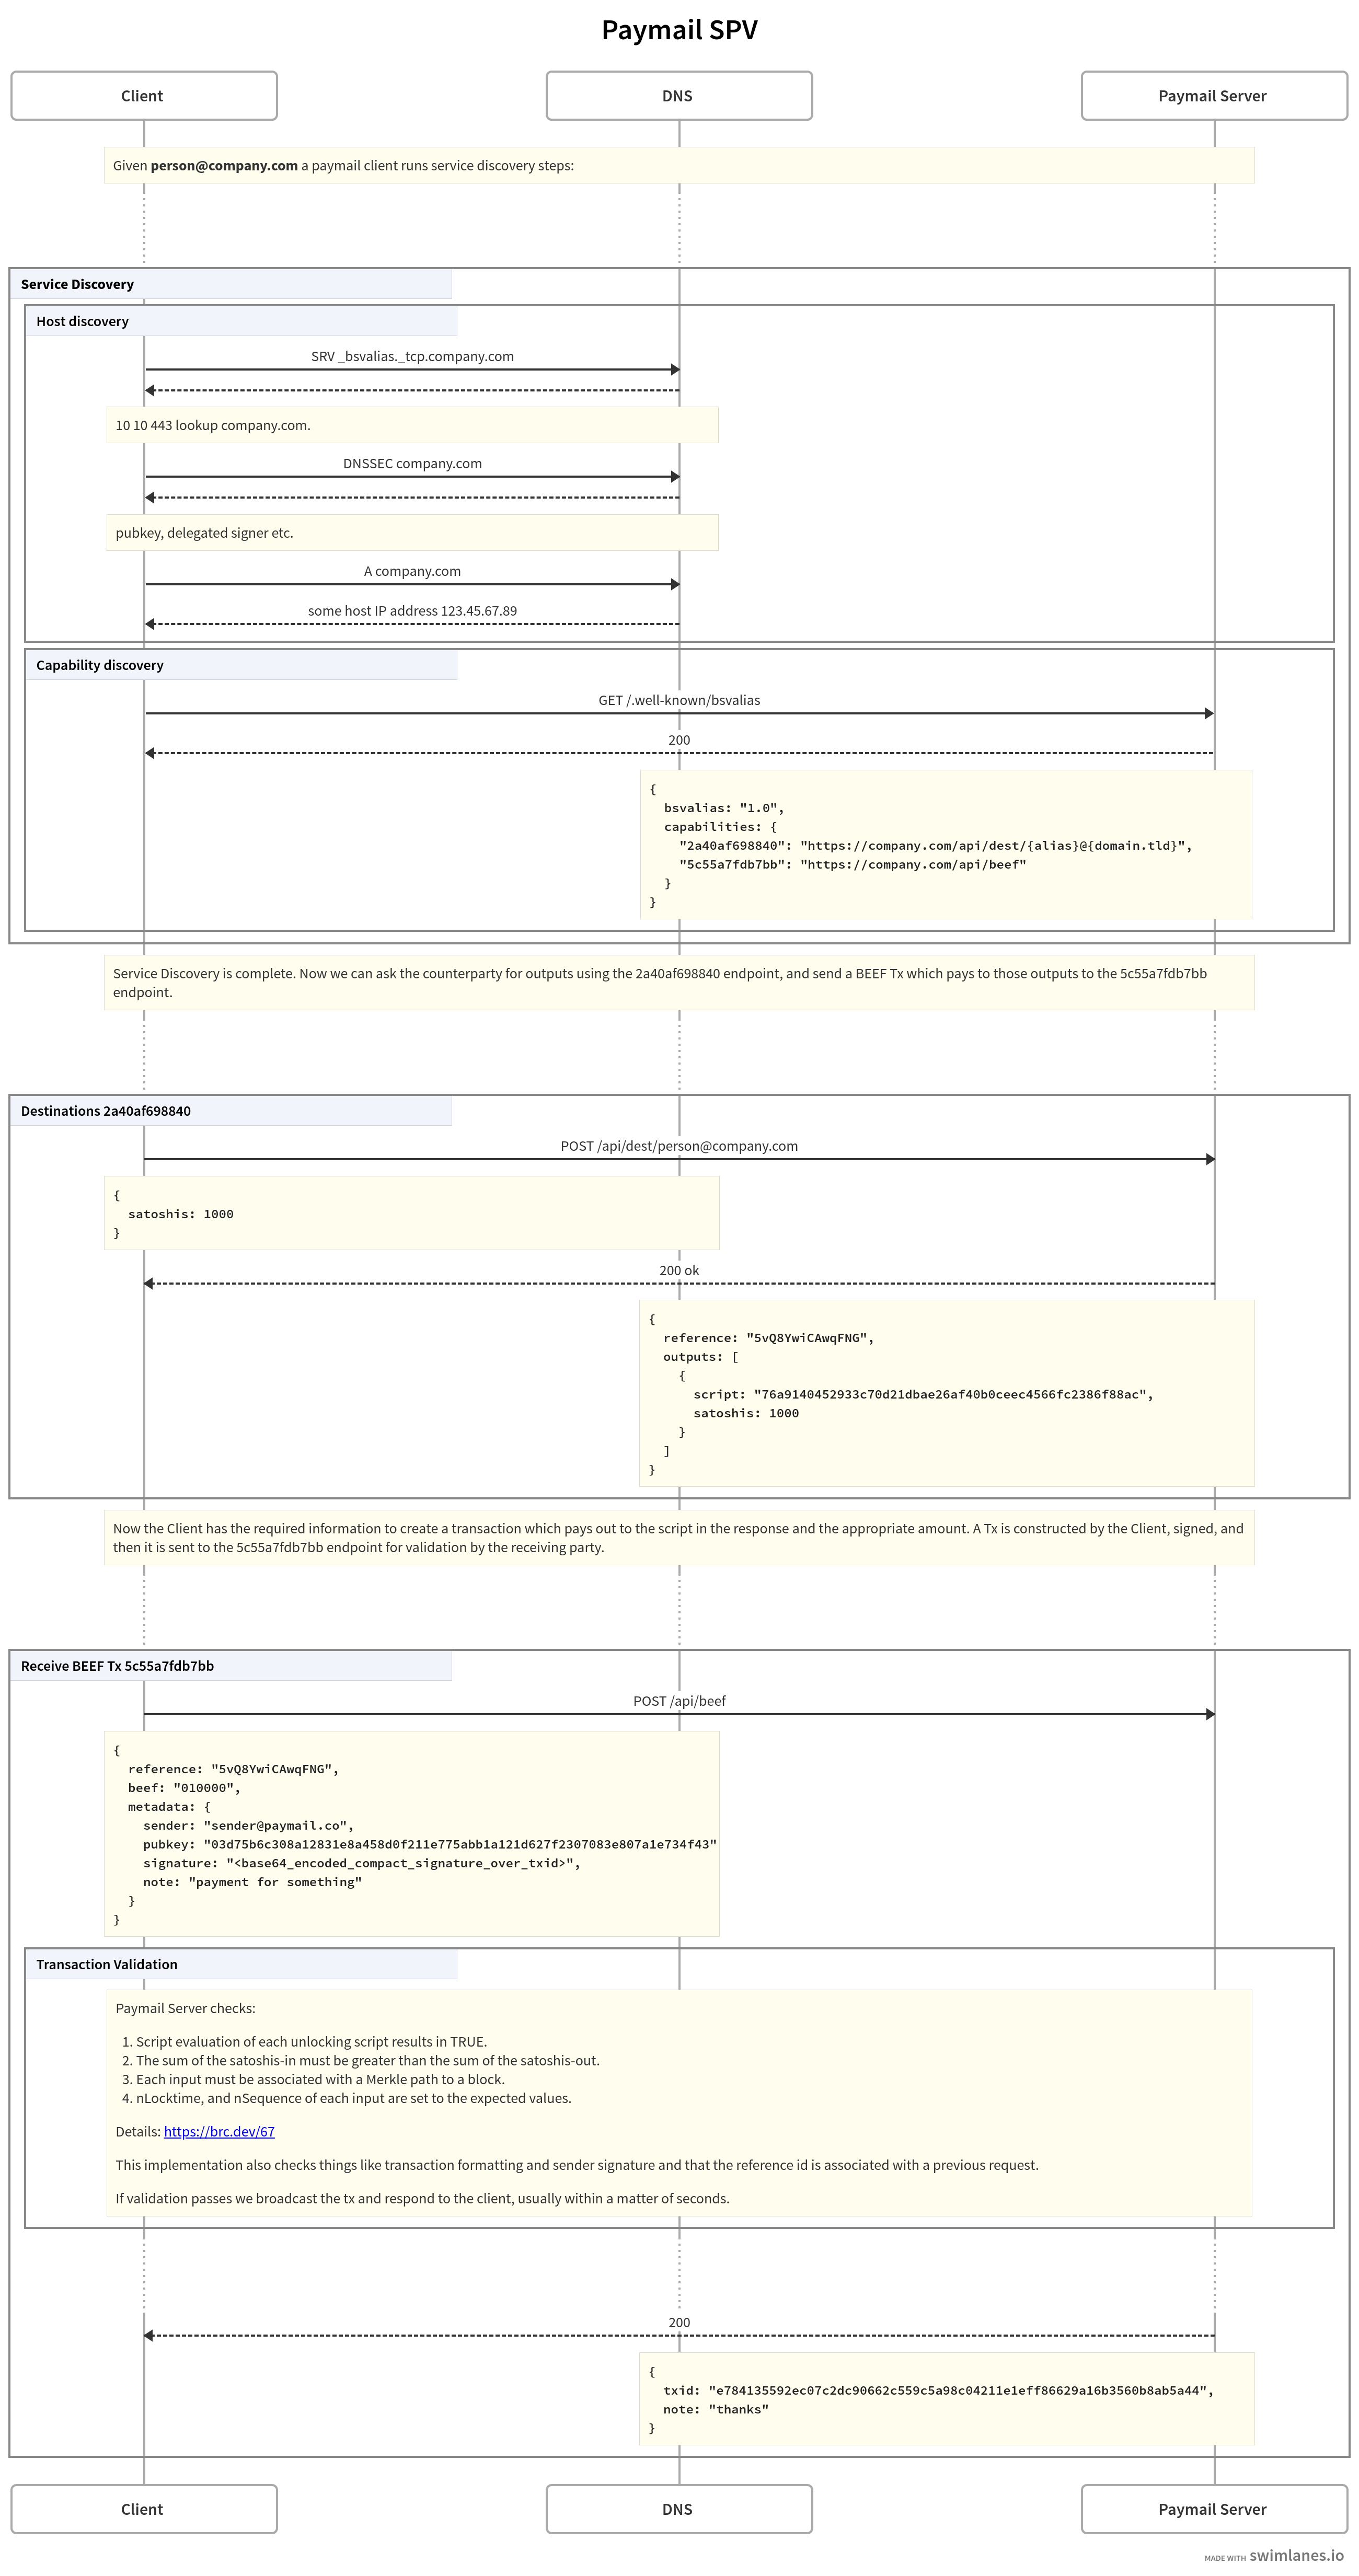 Paymail SPV
Client
DNS
Paymail Server
Given person@company.com a paymail client runs service discovery steps:
Service Discovery
Host discovery
SRV _bsvalias._tcp.company.com
10 10 443 lookup company.com.
DNSSEC company.com
pubkey, delegated signer etc.
A company.com
some host IP address 123.45.67.89
Capability discovery
GET /.well-known/bsvalias
200
{
bsvalias: "1.0",
capabilities: {
"2a40af698840": "https://company.com/api/dest/{alias}@{domain.tld}",
"5c55a7fdb7bb": "https://company.com/api/beef"
}
}
Service Discovery is complete. Now we can ask the counterparty for outputs using the 2a40af698840 endpoint, and send a BEEF Tx which pays to those outputs to the 5c55a7fdb7bb
endpoint.
Destinations 2a40af698840
POST /api/dest/person@company.com
{
satoshis: 1000
}
200 ok
{
reference: "5vQ8YwiCAwqFNG",
outputs: [
{
script: "76a9140452933c70d21dbae26af40b0ceec4566fc2386f88ac",
satoshis: 1000
}
]
}
Now the Client has the required information to create a transaction which pays out to the script in the response and the appropriate amount. A Tx is constructed by the Client, signed, and
then it is sent to the 5c55a7fdb7bb endpoint for validation by the receiving party.
Receive BEEF Tx 5c55a7fdb7bb
POST /api/beef
{
reference: "5vQ8YwiCAwqFNG",
beef: "010000",
metadata: {
sender: "sender@paymail.co",
pubkey: "03d75b6c308a12831e8a458d0f211e775abb1a121d627f2307083e807a1e734f43"
signature: "<base64_encoded_compact_signature_over_txid>",
note: "payment for something"
}
}
Transaction Validation
Paymail Server checks:
1. Script evaluation of each unlocking script results in TRUE.
2. The sum of the satoshis-in must be greater than the sum of the satoshis-out.
3. Each input must be associated with a Merkle path to a block.
4. nLocktime, and nSequence of each input are set to the expected values.
Details: https://brc.dev/67
This implementation also checks things like transaction formatting and sender signature and that the reference id is associated with a previous request.
If validation passes we broadcast the tx and respond to the client, usually within a matter of seconds.
200
{
txid: "e784135592ec07c2dc90662c559c5a98c04211e1eff86629a16b3560b8ab5a44",
note: "thanks"
}
Client
DNS
Paymail Server
MADE WITH swimlanes.io